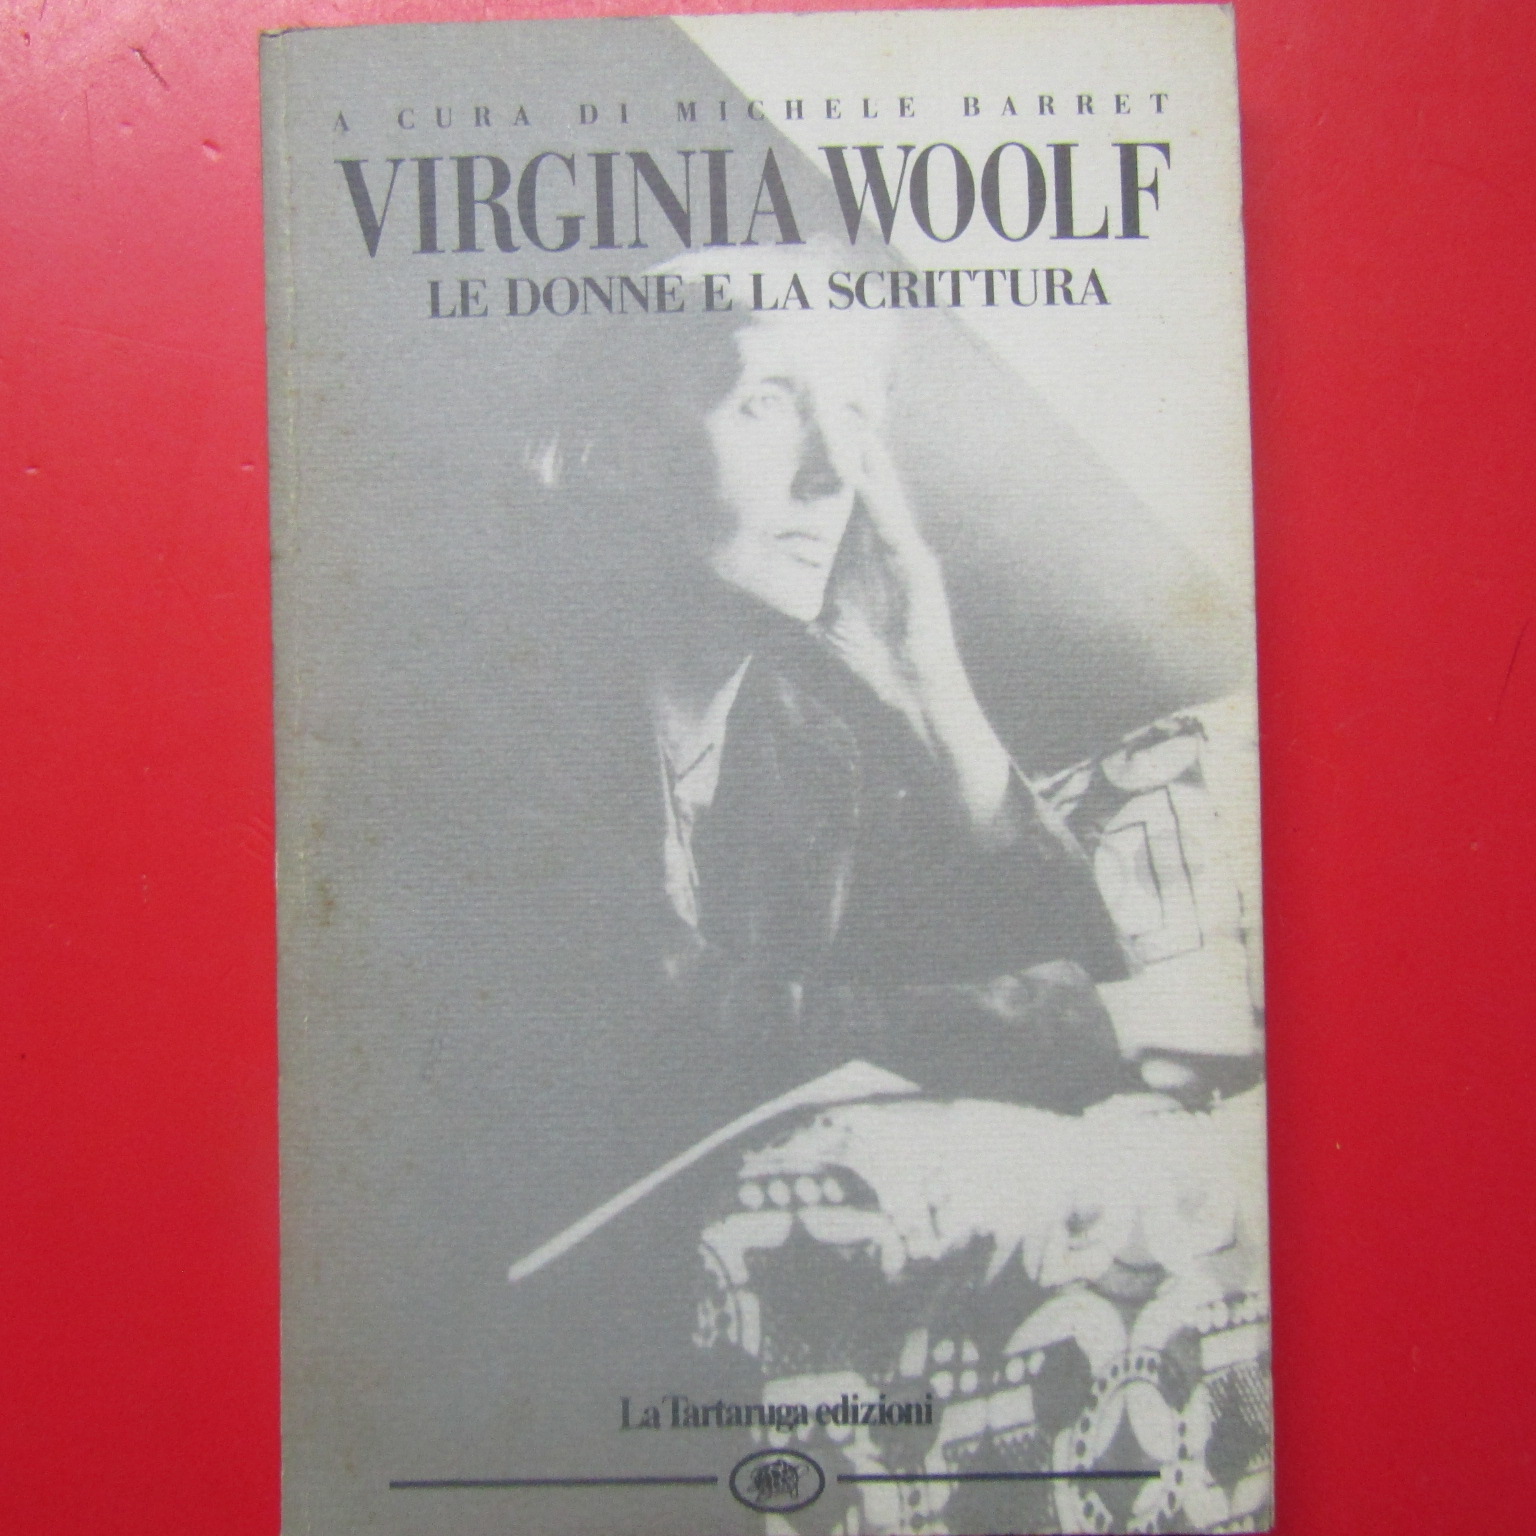 A CURA DI MICHELE BARRET
VIRGINIA WOOLF
LE DONNE E LA SCRITTURA
La Tartaruga edizioni